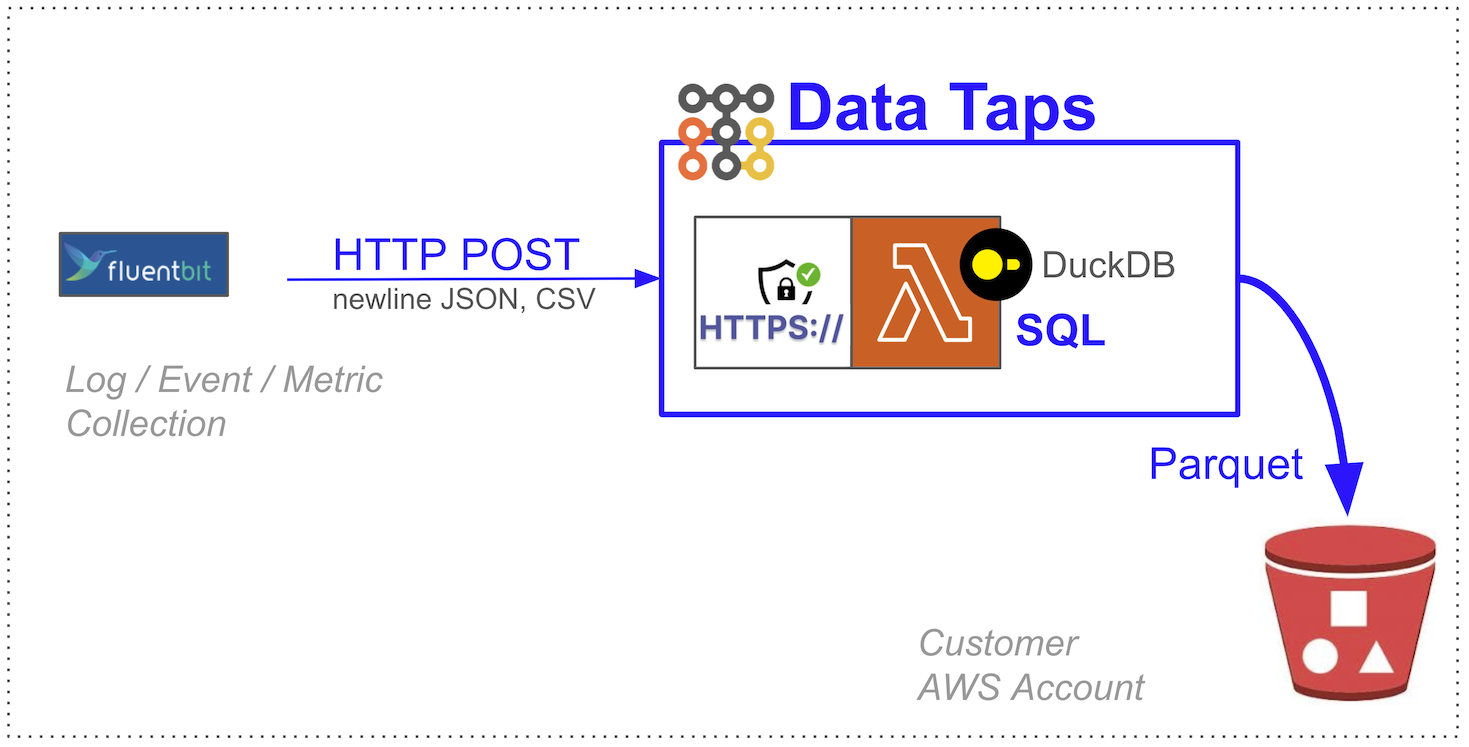 Data Taps
fluentbit
HTTP POST
newline JSON, CSV
HTTPS://
DuckDB
SQL
Log / Event / Metric
Collection
Parquet
Customer
AWS Account